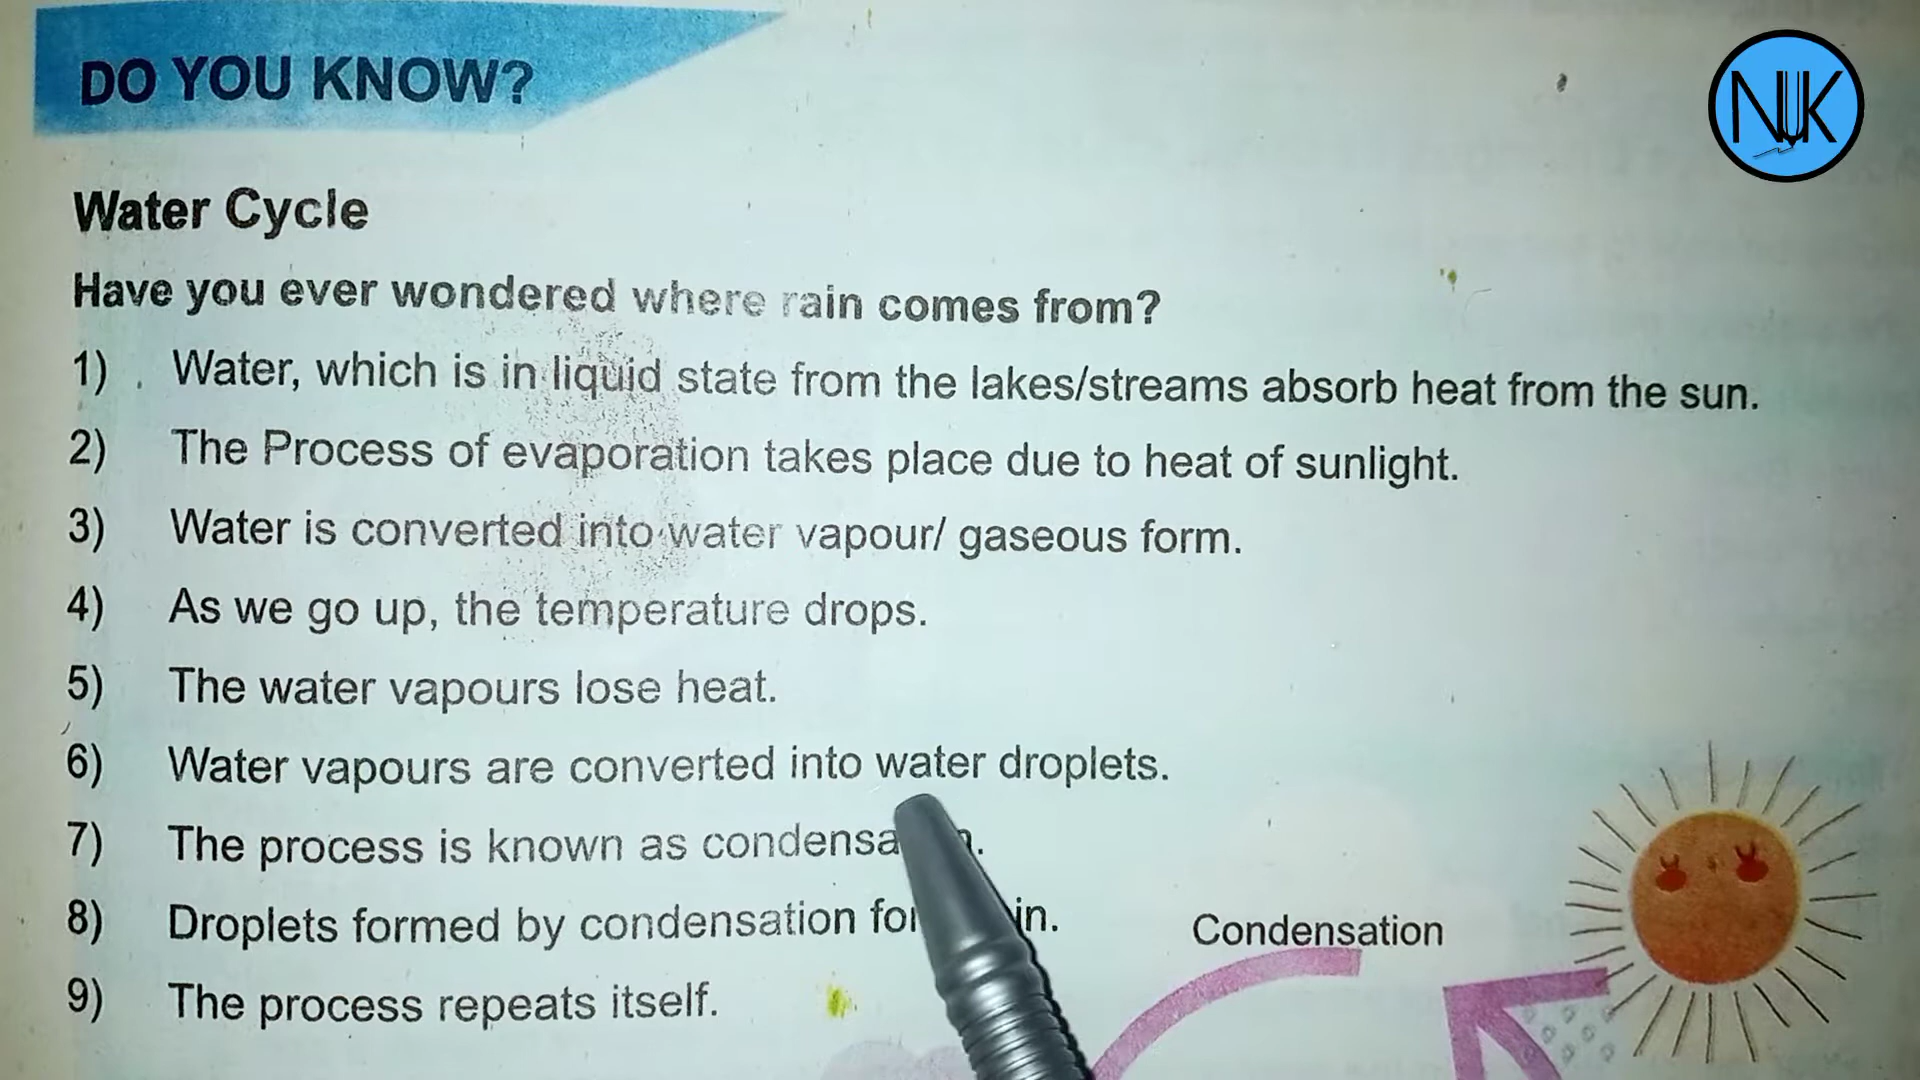 DO YOU KNOW?
NK
Water Cycle
Have you ever wondered where rain comes from?
1) Water, which is in liquid state from the lakes/streams absorb heat from the sun.
2) The Process of evaporation takes place due to heat of sunlight.
3) Water is converted into water vapour/ gaseous form.
4) As we go up, the temperature drops.
5) The water vapours lose heat.
6) Water vapours are converted into water droplets.
7) The process is known as
8) Droplets formed by condensation
Condensation
9) The process repeats itself.